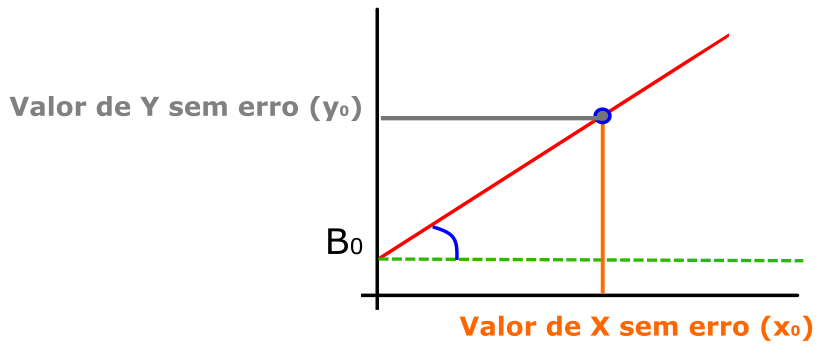 Valor de Y sem erro (y₀)
B₀
Valor de X sem erro (x₀)